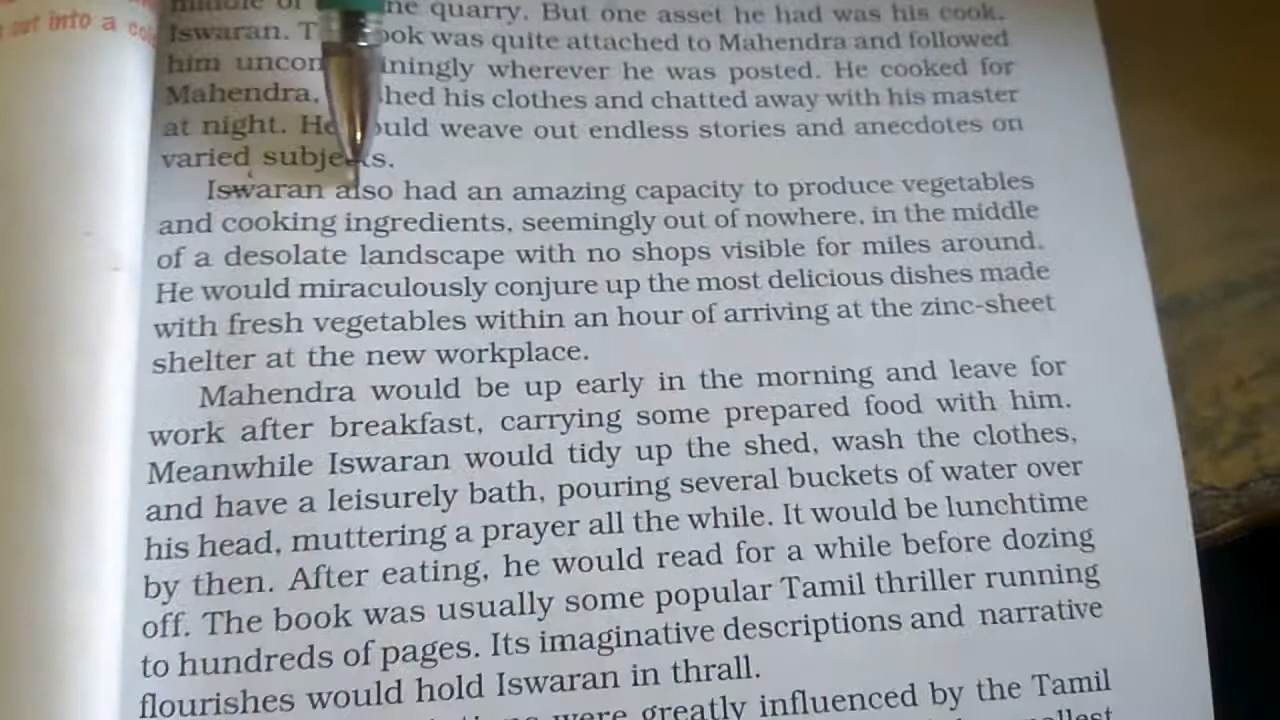 out into a
middle of ne quarry. But one asset he had was his cook,
Iswaran. T ook was quite attached to Mahendra and followed
him uncom iningly wherever he was posted. He cooked for
Mahendra, hed his clothes and chatted away with his master
at night. He ould weave out endless stories and anecdotes on
varied subjects.
Iswaran also had an amazing capacity to produce vegetables
and cooking ingredients, seemingly out of nowhere, in the middle
of a desolate landscape with no shops visible for miles around.
He would miraculously conjure up the most delicious dishes made
with fresh vegetables within an hour of arriving at the zinc-sheet
shelter at the new workplace.
Mahendra would be up early in the morning and leave for
work after breakfast, carrying some prepared food with him.
Meanwhile Iswaran would tidy up the shed, wash the clothes,
and have a leisurely bath, pouring several buckets of water over
his head, muttering a prayer all the while. It would be lunchtime
by then. After eating, he would read for a while before dozing
off. The book was usually some popular Tamil thriller running
to hundreds of pages. Its imaginative descriptions and narrative
flourishes would hold Iswaran in thrall.
were greatly influenced by the Tamil